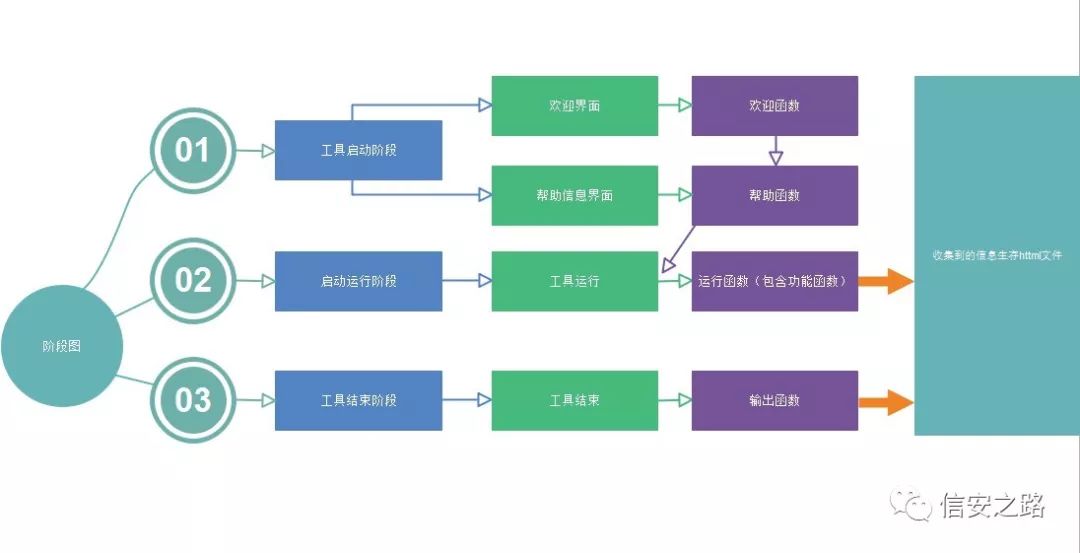 阶段图
01
工具启动阶段
欢迎界面
欢迎函数
帮助信息界面
帮助函数
02
启动运行阶段
工具运行
运行函数（包含功能函数）
03
工具结束阶段
工具结束
输出函数
收集到的信息生存httml文件
信安之路